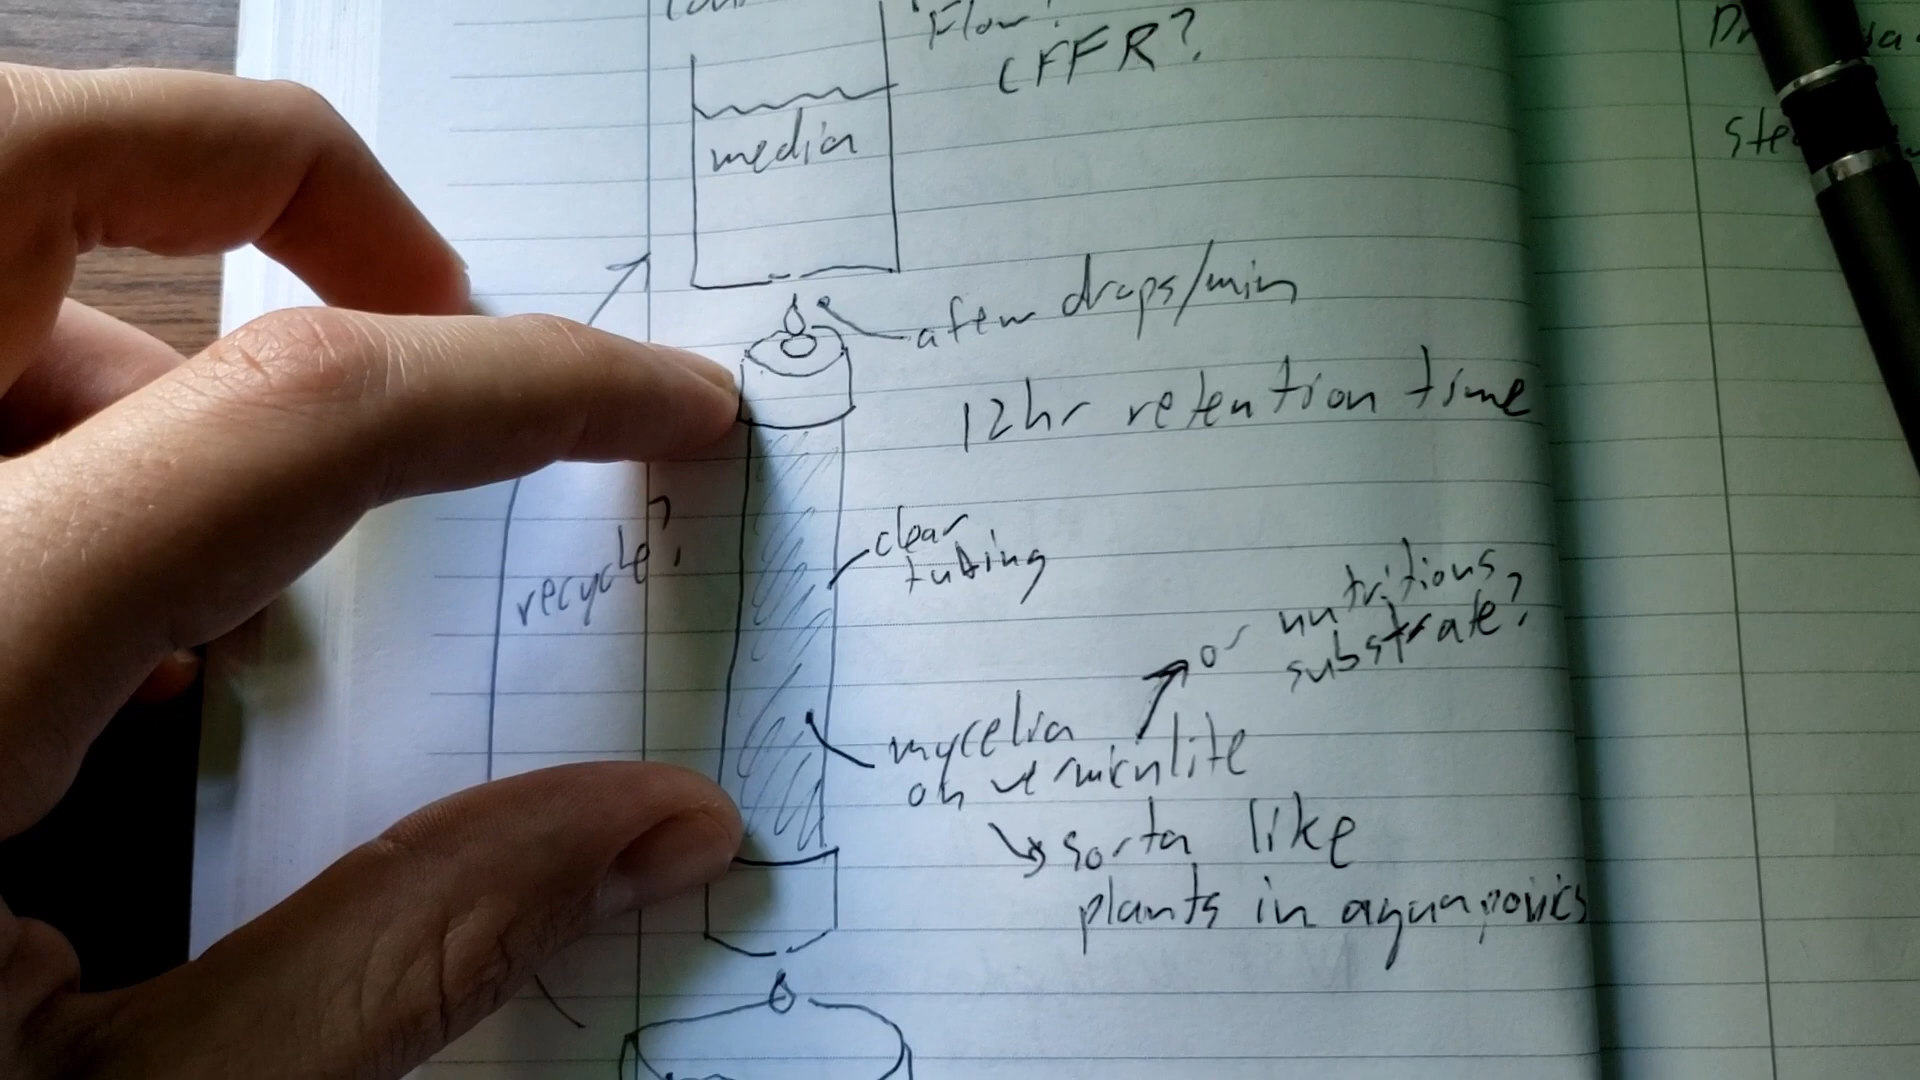 "Flow"
CFFR?
media
a few drops/min
12hr retention time
clear
tubing
recycle?
or nutritious
substrate?
mycelia
on vermiculite
sorta like
plants in aquaponics